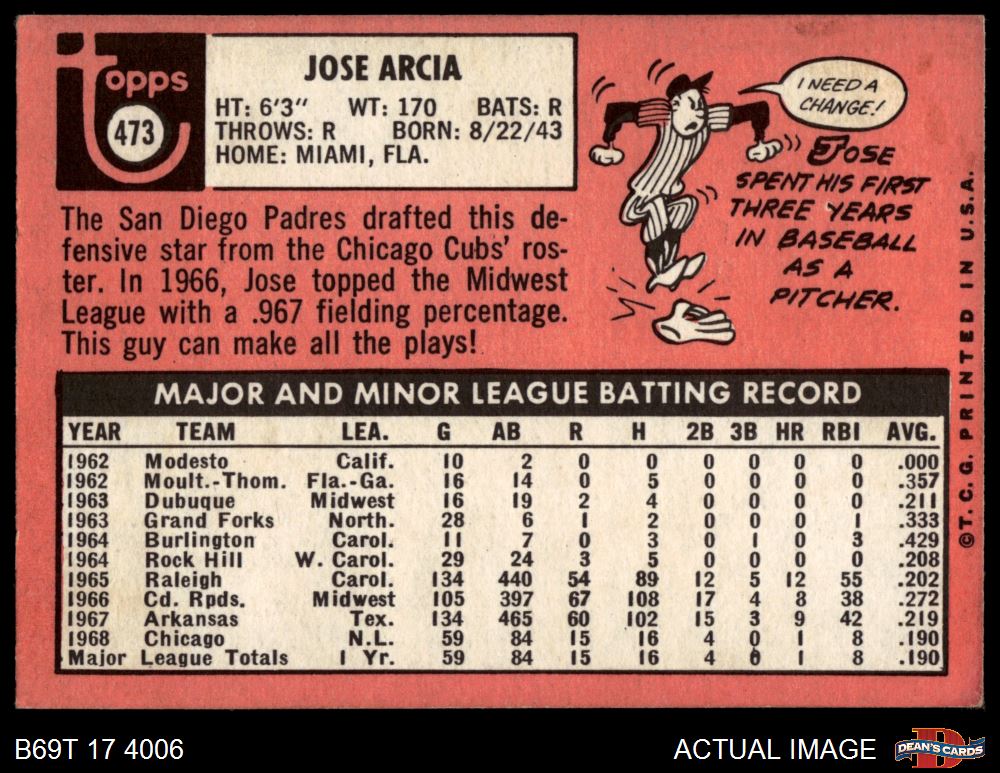 Topps
473
JOSE ARCIA
HT: 6'3" WT: 170 BATS: R
THROWS: R BORN: 8/22/43
HOME: MIAMI, FLA.
The San Diego Padres drafted this de-
fensive star from the Chicago Cubs' ros-
ter. In 1966, Jose topped the Midwest
League with a .967 fielding percentage.
This guy can make all the plays!
I NEED A
CHANGE!
JOSE
SPENT HIS FIRST
THREE YEARS
IN BASEBALL
AS A
PITCHER.
©T.C.G. PRINTED IN U.S.A.
MAJOR AND MINOR LEAGUE BATTING RECORD
YEAR TEAM LEA. G AB R H 2B 3B HR RBI AVG.
1962 Modesto Calif. 10 2 0 0 0 0 0 0 .000
1962 Moult.-Thom. Fla.-Ga. 16 14 0 5 0 0 0 0 .357
1963 Dubuque Midwest 16 19 2 4 0 0 0 0 .211
1963 Grand Forks North. 28 6 1 2 0 0 0 1 .333
1964 Burlington Carol. 11 7 0 3 0 1 0 3 .429
1964 Rock Hill W. Carol. 29 24 3 5 0 0 0 0 .208
1965 Raleigh Carol. 134 440 54 89 12 5 12 55 .202
1966 Cd. Rpds. Midwest 105 397 67 108 17 4 8 38 .272
1967 Arkansas Tex. 134 465 60 102 15 3 9 42 .219
1968 Chicago N.L. 59 84 15 16 4 0 1 8 .190
Major League Totals 1 Yr. 59 84 15 16 4 0 1 8 .190
B69T 17 4006
ACTUAL IMAGE
DEAN'S CARDS